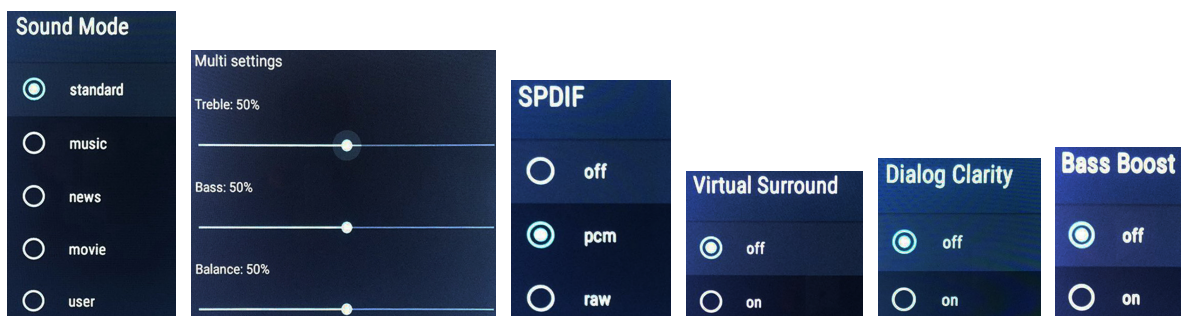 Sound Mode
standard
music
news
movie
user
Multi settings
Treble: 50%
Bass: 50%
Balance: 50%
SPDIF
off
pcm
raw
Virtual Surround
off
on
Dialog Clarity
off
on
Bass Boost
off
on